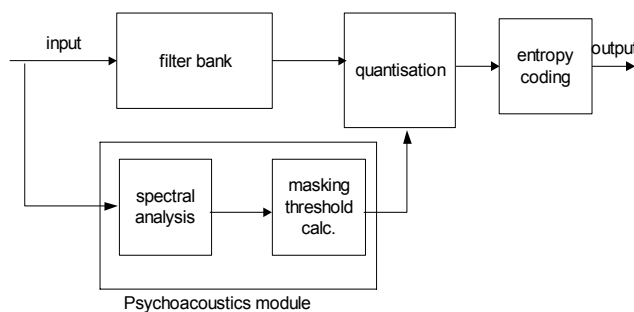 input
filter bank
quantisation
entropy
coding
output
spectral
analysis
masking
threshold
calc.
Psychoacoustics module